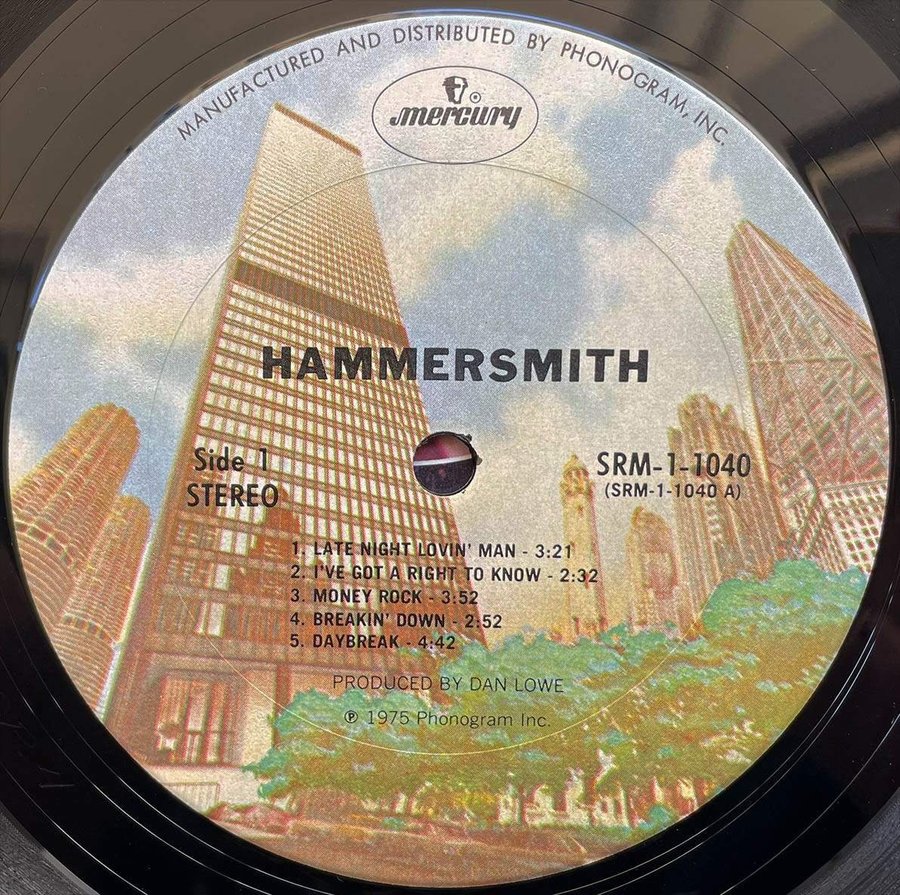 MANUFACTURED AND DISTRIBUTED BY PHONOGRAM, INC.
mercury ®
HAMMERSMITH
Side 1
STEREO
SRM-1-1040
(SRM-1-1040 A)
1. LATE NIGHT LOVIN' MAN - 3:21
2. I'VE GOT A RIGHT TO KNOW - 2:32
3. MONEY ROCK - 3:52
4. BREAKIN' DOWN - 2:52
5. DAYBREAK - 4:42
PRODUCED BY DAN LOWE
℗ 1975 Phonogram Inc.